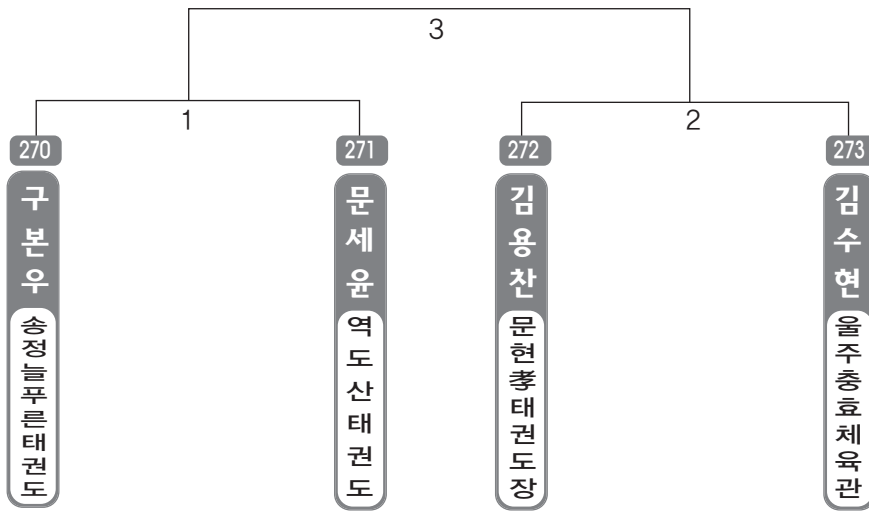 3
1
2
270
271
272
273
구본우
문세윤
김용찬
김수현
송정늘푸른태권도
역도산태권도
문현孝태권도장
울주충효체육관